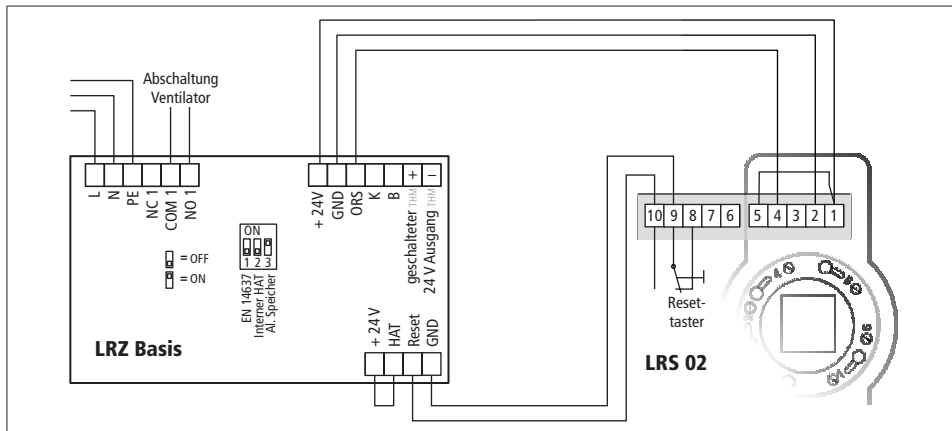 Abschaltung
Ventilator
L
N
PE
NC 1
COM 1
NO 1
+ 24V
GND
ORS
K
B
+ THM
– THM
geschalteter
24 V Ausgang
10 9 8 7 6
5 4 3 2 1
ON
1 2 3
= OFF
= ON
EN 14637
Interner HAT
Al. Speicher
Reset-
taster
+ 24 V
HAT
Reset
GND
LRZ Basis
LRS 02